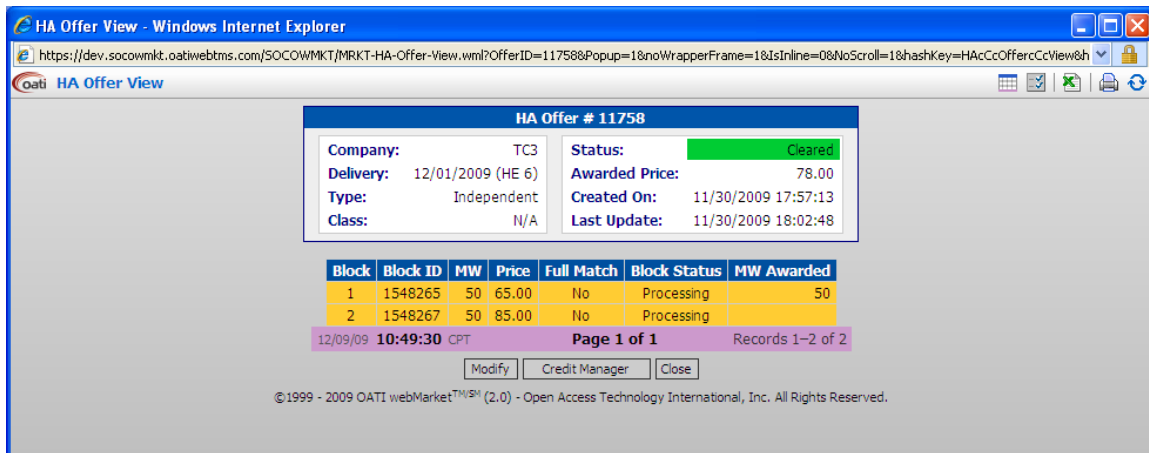 HA Offer View - Windows Internet Explorer
https://dev.socowmkt.oatiwebtms.com/SOCOWMKT/MRKT-HA-Offer-View.wml?OfferID=11758&Popup=1&noWrapperFrame=1&IsInline=0&NoScroll=1&hashKey=HAcCcOffercCcView&h
oati HA Offer View
HA Offer # 11758
Company: TC3 Status: Cleared
Delivery: 12/01/2009 (HE 6) Awarded Price: 78.00
Type: Independent Created On: 11/30/2009 17:57:13
Class: N/A Last Update: 11/30/2009 18:02:48
Block Block ID MW Price Full Match Block Status MW Awarded
1 1548265 50 65.00 No Processing 50
2 1548267 50 85.00 No Processing
12/09/09 10:49:30 CPT Page 1 of 1 Records 1–2 of 2
Modify Credit Manager Close
©1999 - 2009 OATI webMarket™/SM (2.0) - Open Access Technology International, Inc. All Rights Reserved.